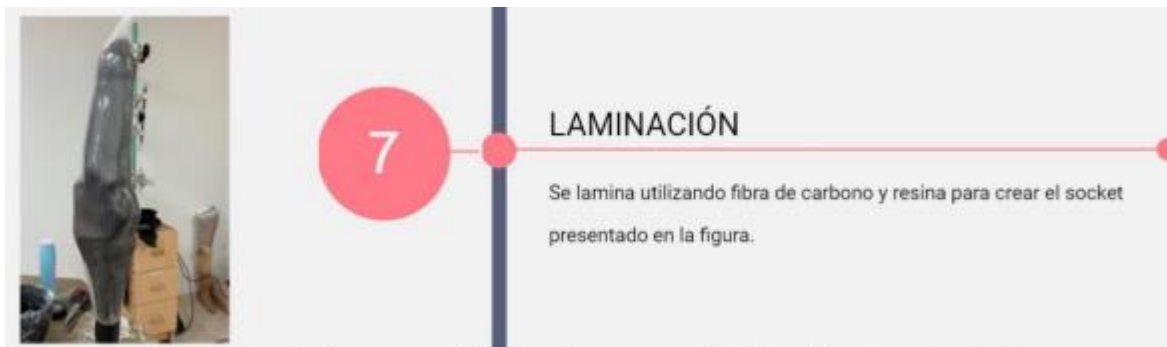 7
LAMINACIÓN
Se lamina utilizando fibra de carbono y resina para crear el socket
presentado en la figura.